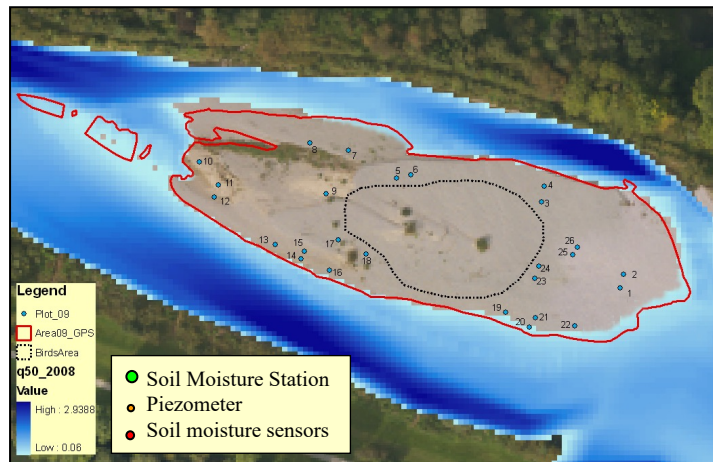 8
7
10
5
6
11
4
12
9
3
13
17
15
26
14
18
25
16
24
2
23
1
19
21
20
22
Legend
Plot_09
Area09_GPS
BirdsArea
q50_2008
Value
High : 2.9388
Low : 0.06
Soil Moisture Station
Piezometer
Soil moisture sensors